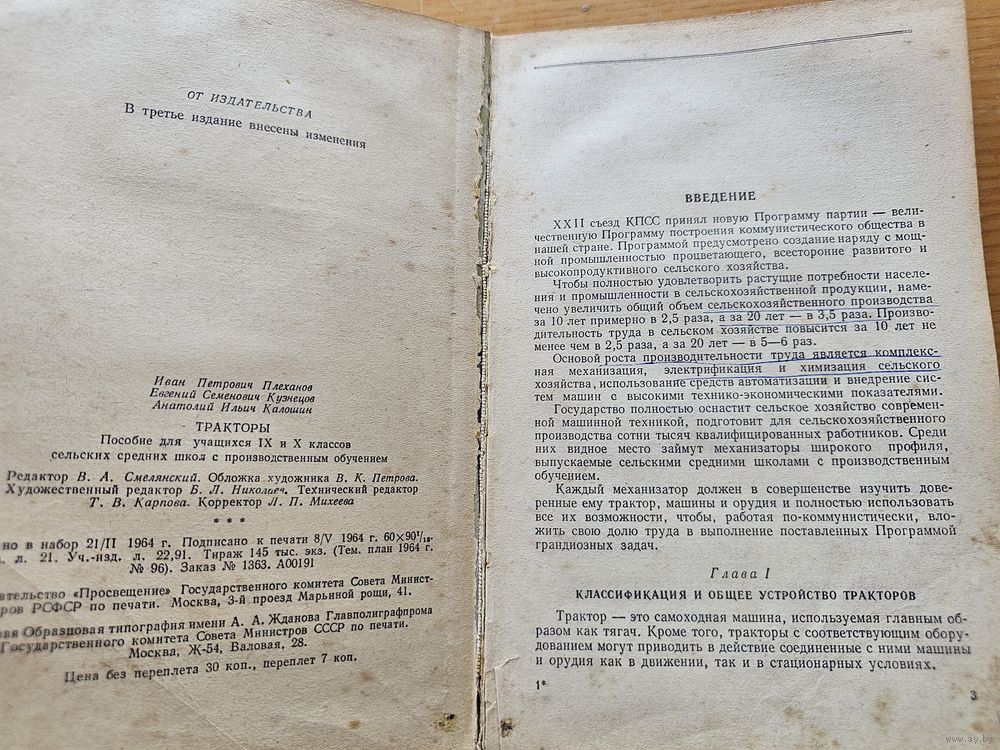 ОТ ИЗДАТЕЛЬСТВА
В третье издание внесены изменения
Иван Петрович Плеханов
Евгений Семенович Кузнецов
Анатолий Ильич Калошин
ТРАКТОРЫ
Пособие для учащихся IX и X классов
сельских средних школ с производственным обучением
Редактор В. А. Смелянский. Обложка художника В. К. Петрова.
Художественный редактор Б. Л. Николаев. Технический редактор
Т. В. Карпова. Корректор Л. П. Михеева
* * *
но в набор 21/II 1964 г. Подписано к печати 8/V 1964 г. 60×90¹/₁₆.
л. 21. Уч.-изд. л. 22,91. Тираж 145 тыс. экз. (Тем. план 1964 г.
№ 96). Заказ № 1363. А00191
ательство «Просвещение» Государственного комитета Совета Минист-
ров РСФСР по печати. Москва, 3-й проезд Марьиной рощи, 41.
ая Образцовая типография имени А. А. Жданова Главполиграфпрома
Государственного комитета Совета Министров СССР по печати.
Москва, Ж-54, Валовая, 28.
Цена без переплета 30 коп., переплет 7 коп.
ВВЕДЕНИЕ
XXII съезд КПСС принял новую Программу партии — вели-
чественную Программу построения коммунистического общества в
нашей стране. Программой предусмотрено создание наряду с мощ-
ной промышленностью процветающего, всесторонне развитого и
высокопродуктивного сельского хозяйства.
Чтобы полностью удовлетворить растущие потребности населе-
ния и промышленности в сельскохозяйственной продукции, наме-
чено увеличить общий объем сельскохозяйственного производства
за 10 лет примерно в 2,5 раза, а за 20 лет — в 3,5 раза. Производи-
дительность труда в сельском хозяйстве повысится за 10 лет не
менее чем в 2,5 раза, а за 20 лет — в 5—6 раз.
Основой роста производительности труда является комплекс-
ная механизация, электрификация и химизация сельского
хозяйства, использование средств автоматизации и внедрение сис-
тем машин с высокими технико-экономическими показателями.
Государство полностью оснастит сельское хозяйство современ-
ной машинной техникой, подготовит для сельскохозяйственного
производства сотни тысяч квалифицированных работников. Среди
них видное место займут механизаторы широкого профиля,
выпускаемые сельскими средними школами с производственным
обучением.
Каждый механизатор должен в совершенстве изучить дове-
ренные ему трактор, машины и орудия и полностью использовать
все их возможности, чтобы, работая по-коммунистически, вло-
жить свою долю труда в выполнение поставленных Программой
грандиозных задач.
Глава I
КЛАССИФИКАЦИЯ И ОБЩЕЕ УСТРОЙСТВО ТРАКТОРОВ
Трактор — это самоходная машина, используемая главным об-
разом как тягач. Кроме того, тракторы с соответствующим обору-
дованием могут приводить в действие соединенные с ними машины
и орудия как в движении, так и в стационарных условиях.
1*
3
www.ay.by